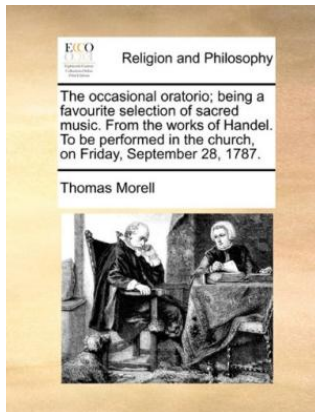 ECCO
Religion and Philosophy
The occasional oratorio; being a
favourite selection of sacred
music. From the works of Handel.
To be performed in the church,
on Friday, September 28, 1787.
Thomas Morell